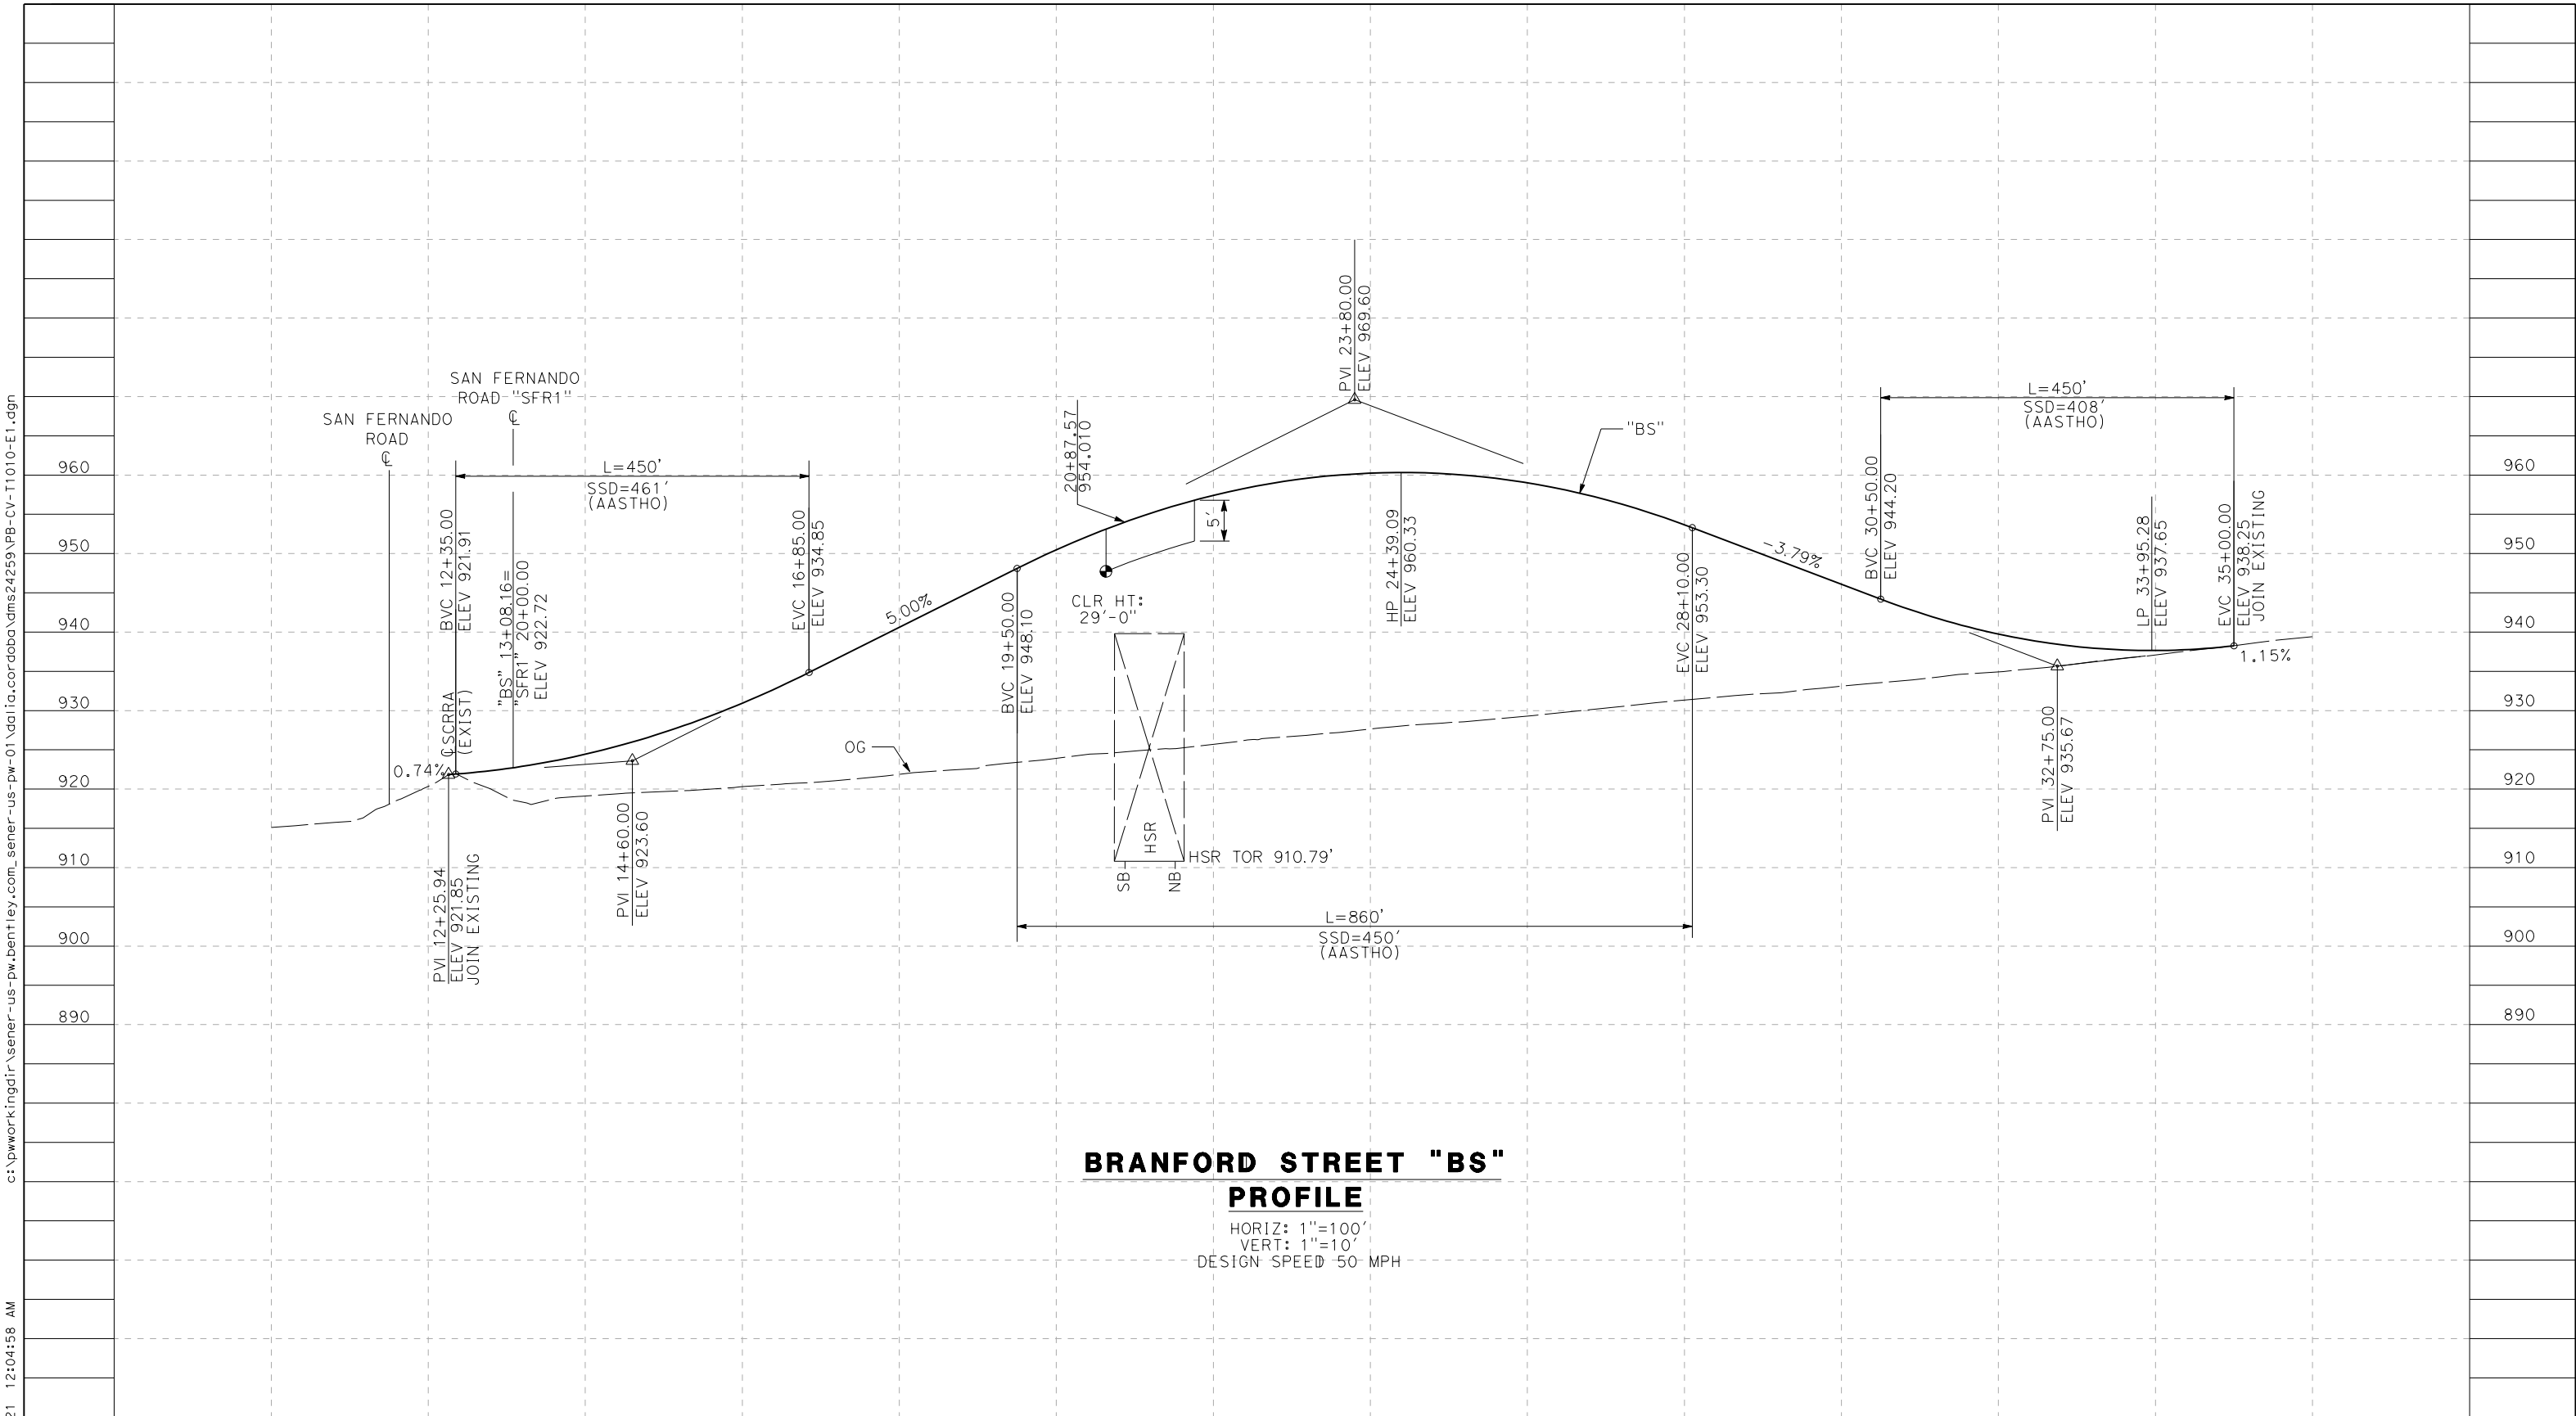 c:\pwworkingdir\sener-us-pw.bentley.com_sener-us-pw-01\dalia.cordoba\dms24259\PB-CV-T1010-E1.dgn
21 12:04:58 AM
960
950
940
930
920
910
900
890
SAN FERNANDO
ROAD
℄
SAN FERNANDO
ROAD "SFR1"
℄
L=450'
SSD=461'
(AASTHO)
BVC 12+35.00
ELEV 921.91
℄ SCRRA
(EXIST)
"BS" 13+08.16=
"SFR1" 20+00.00
ELEV 922.72
EVC 16+85.00
ELEV 934.85
0.74%
PVI 12+25.94
ELEV 921.85
JOIN EXISTING
PVI 14+60.00
ELEV 923.60
5.00%
OG
BVC 19+50.00
ELEV 948.10
20+87.57
954.010
5'
CLR HT:
29'-0"
HSR
HSR TOR 910.79'
SB
NB
PVI 23+80.00
ELEV 969.60
HP 24+39.09
ELEV 960.33
"BS"
L=860'
SSD=450'
(AASTHO)
EVC 28+10.00
ELEV 953.30
-3.79%
L=450'
SSD=408'
(AASTHO)
BVC 30+50.00
ELEV 944.20
PVI 32+75.00
ELEV 935.67
LP 33+95.28
ELEV 937.65
EVC 35+00.00
ELEV 938.25
JOIN EXISTING
1.15%
960
950
940
930
920
910
900
890
BRANFORD STREET "BS"
PROFILE
HORIZ: 1"=100'
VERT: 1"=10'
DESIGN SPEED 50 MPH